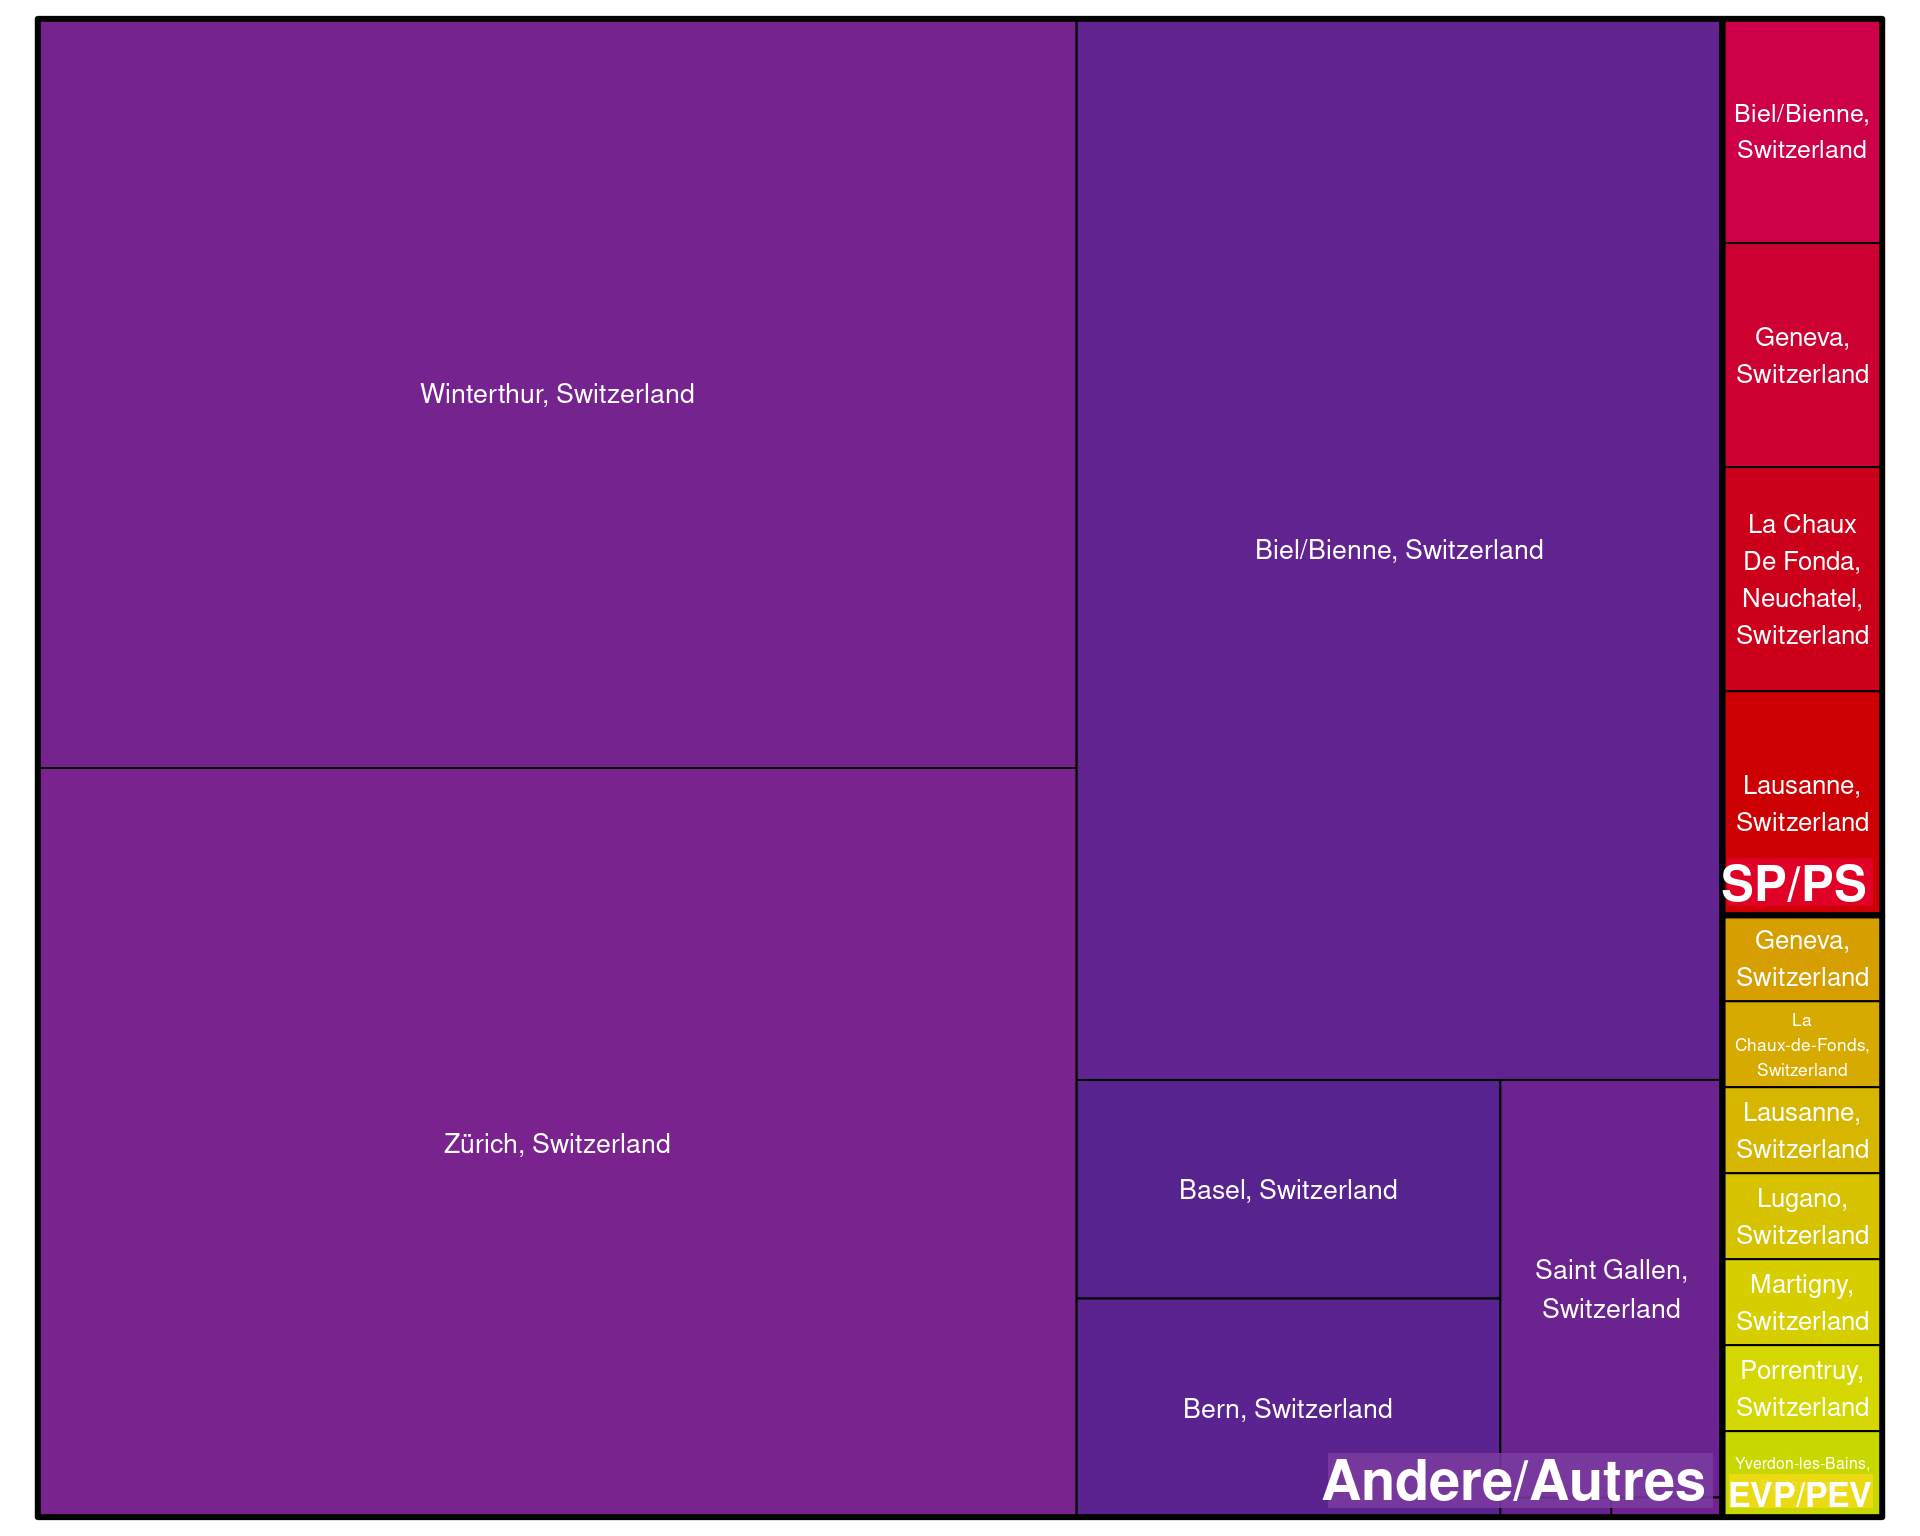 Winterthur, Switzerland
Zürich, Switzerland
Biel/Bienne, Switzerland
Basel, Switzerland
Bern, Switzerland
Saint Gallen,
Switzerland
Andere/Autres
Biel/Bienne,
Switzerland
Geneva,
Switzerland
La Chaux
De Fonda,
Neuchatel,
Switzerland
Lausanne,
Switzerland
SP/PS
Geneva,
Switzerland
La
Chaux-de-Fonds,
Switzerland
Lausanne,
Switzerland
Lugano,
Switzerland
Martigny,
Switzerland
Porrentruy,
Switzerland
Yverdon-les-Bains,
EVP/PEV